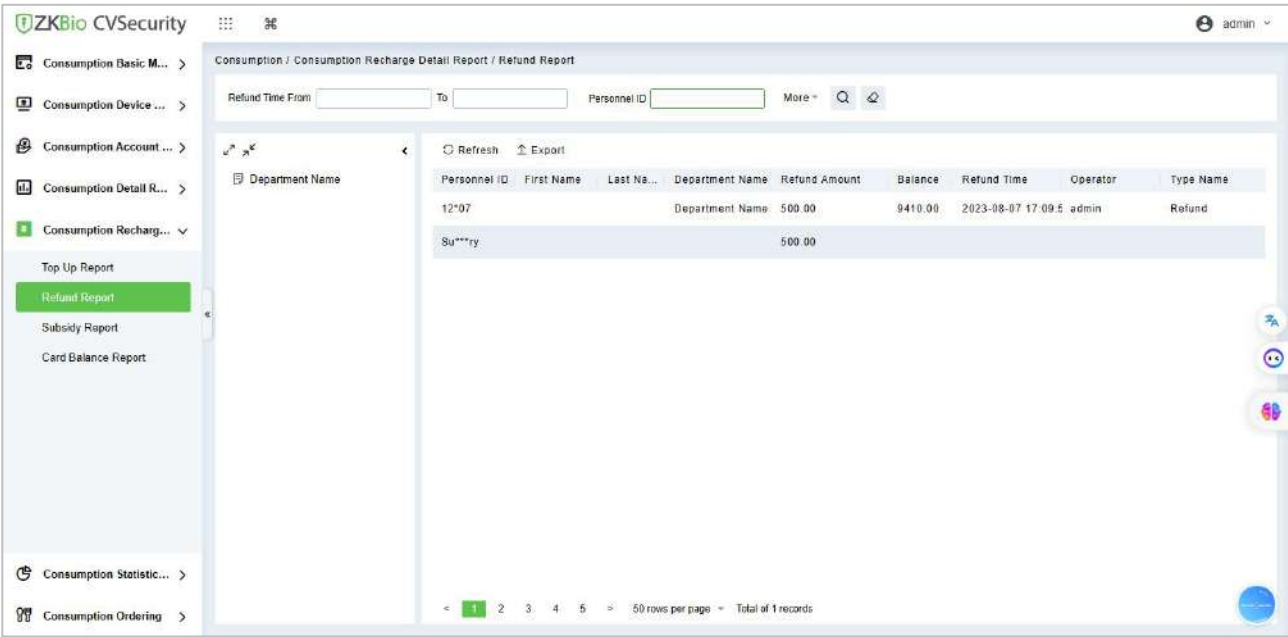 ZKBio CVSecurity
admin
Consumption Basic M...
Consumption Device ...
Consumption Account ...
Consumption Detail R...
Consumption Recharg...
Top Up Report
Refund Report
Subsidy Report
Card Balance Report
Consumption Statistic...
Consumption Ordering
Consumption / Consumption Recharge Detail Report / Refund Report
Refund Time From To Personnel ID More
Department Name
Refresh Export
Personnel ID First Name Last Na... Department Name Refund Amount Balance Refund Time Operator Type Name
12*07 Department Name 500.00 9410.00 2023-08-07 17:09:5 admin Refund
Su***ry 500.00
< 1 2 3 4 5 > 50 rows per page Total of 1 records